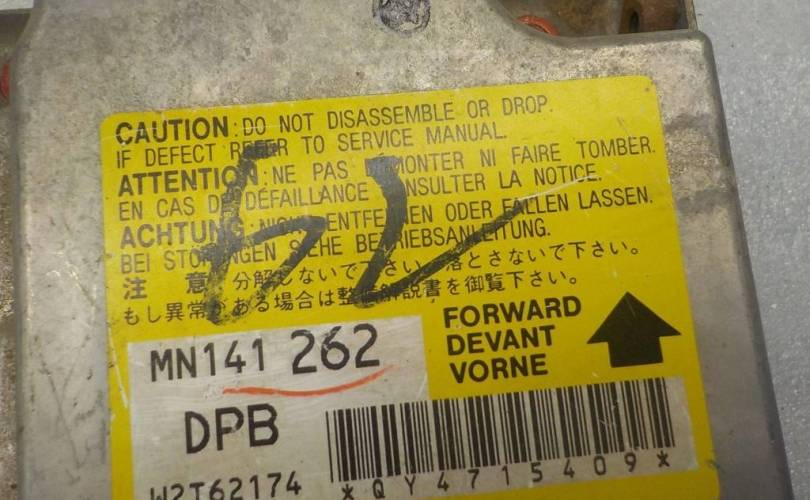 CAUTION: DO NOT DISASSEMBLE OR DROP.
IF DEFECT REFER TO SERVICE MANUAL.
ATTENTION: NE PAS DEMONTER NI FAIRE TOMBER.
EN CAS DE DÉFAILLANCE CONSULTER LA NOTICE.
ACHTUNG: NICHT ENTFERNEN ODER FALLEN LASSEN.
BEI STÖRUNGEN SIEHE BETRIEBSANLEITUNG.
注 意 分解しないで下さい 落とさないで下さい。
もし異常がある場合は整備解説書を御覧下さい。
FORWARD
DEVANT
VORNE
MN141 262
DPB
W2T62174
*QY4715409*